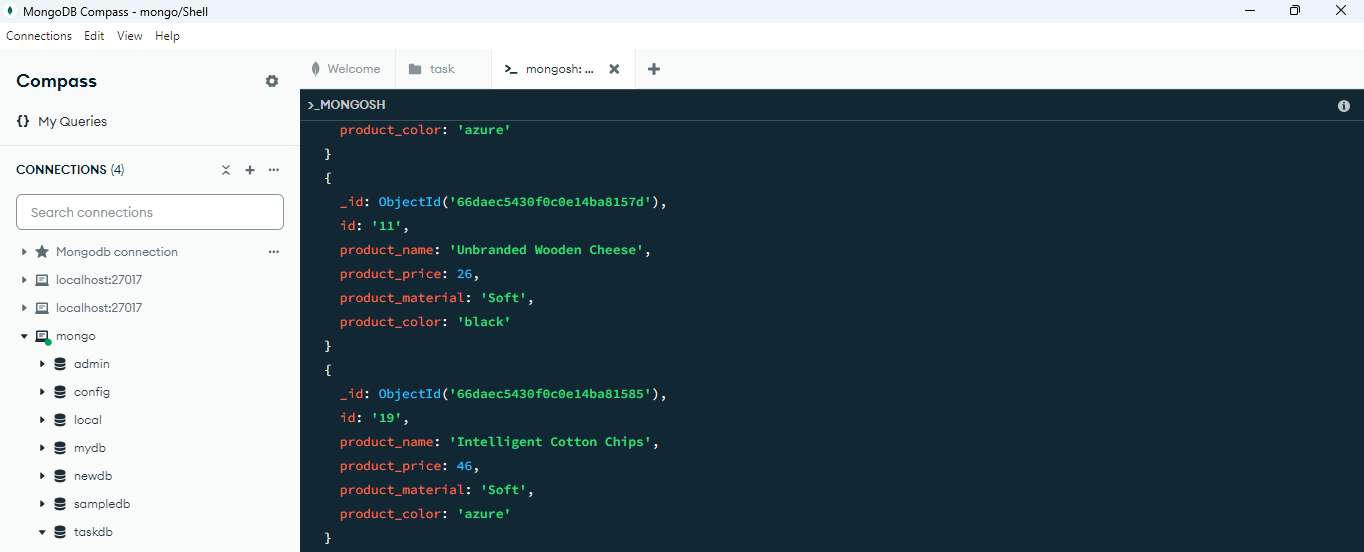 MongoDB Compass - mongo/Shell
Connections Edit View Help
Compass
{} My Queries
CONNECTIONS (4)
Search connections
Mongodb connection
localhost:27017
localhost:27017
mongo
admin
config
local
mydb
newdb
sampledb
taskdb
Welcome task >_ mongosh: ...
>_MONGOSH
product_color: 'azure'
}
{
_id: ObjectId('66daec5430f0c0e14ba8157d'),
id: '11',
product_name: 'Unbranded Wooden Cheese',
product_price: 26,
product_material: 'Soft',
product_color: 'black'
}
{
_id: ObjectId('66daec5430f0c0e14ba81585'),
id: '19',
product_name: 'Intelligent Cotton Chips',
product_price: 46,
product_material: 'Soft',
product_color: 'azure'
}